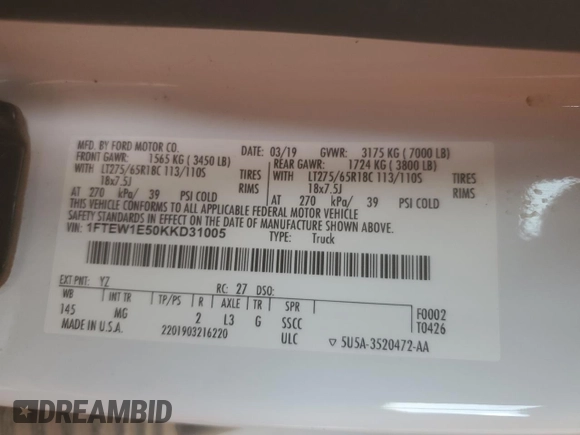 MFD. BY FORD MOTOR CO.
DATE: 03/19 GVWR: 3175 KG ( 7000 LB)
FRONT GAWR: 1565 KG ( 3450 LB)
REAR GAWR: 1724 KG ( 3800 LB)
WITH LT275/65R18C 113/110S TIRES
WITH LT275/65R18C 113/110S TIRES
18x7.5J RIMS
18x7.5J RIMS
AT 270 kPa/ 39 PSI COLD
AT 270 kPa/ 39 PSI COLD
THIS VEHICLE CONFORMS TO ALL APPLICABLE FEDERAL MOTOR VEHICLE
SAFETY STANDARDS IN EFFECT ON THE DATE OF MANUFACTURE SHOWN ABOVE.
VIN: 1FTEW1E50KKD31005
TYPE: Truck
EXT PNT: YZ RC: 27 DSO:
WB INT TR TP/PS R AXLE TR SPR
145 MG 2 L3 G SSCC
F0002
T0426
MADE IN U.S.A. 2201903216220 ULC
▽ 5U5A-3520472-AA
DREAMBID